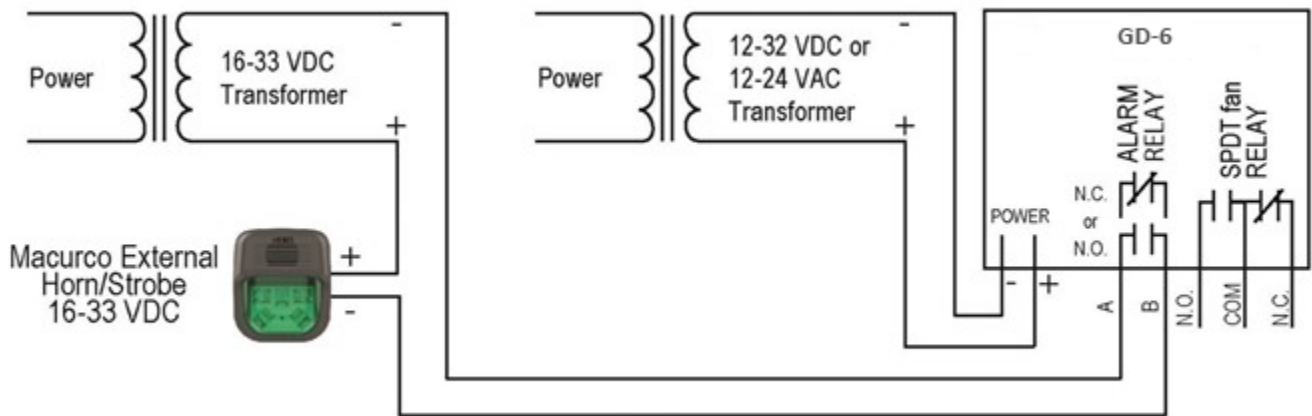 -
Power
16-33 VDC
Transformer
+
-
Power
12-32 VDC or
12-24 VAC
Transformer
+
GD-6
ALARM
RELAY
SPDT fan
RELAY
N.C.
or
N.O.
POWER
- +
A
B
N.O.
COM
N.C.
Macurco External
Horn/Strobe
16-33 VDC
+
-